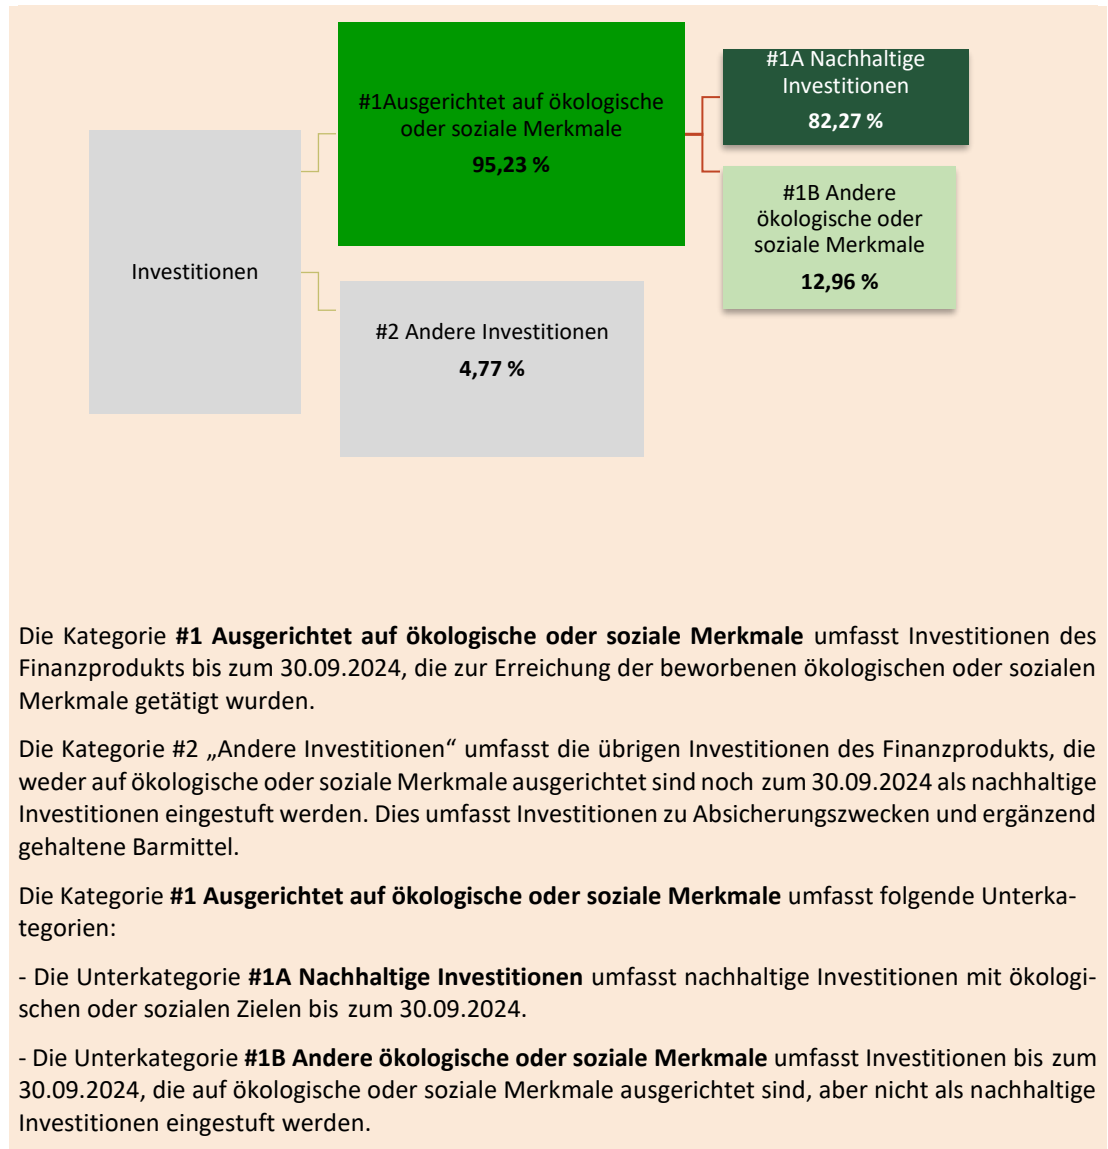 #1A Nachhaltige
Investitionen
82,27 %
#1Ausgerichtet auf ökologische
oder soziale Merkmale
95,23 %
#1B Andere
ökologische oder
soziale Merkmale
12,96 %
Investitionen
#2 Andere Investitionen
4,77 %
Die Kategorie #1 Ausgerichtet auf ökologische oder soziale Merkmale umfasst Investitionen des
Finanzprodukts bis zum 30.09.2024, die zur Erreichung der beworbenen ökologischen oder sozialen
Merkmale getätigt wurden.
Die Kategorie #2 „Andere Investitionen“ umfasst die übrigen Investitionen des Finanzprodukts, die
weder auf ökologische oder soziale Merkmale ausgerichtet sind noch zum 30.09.2024 als nachhaltige
Investitionen eingestuft werden. Dies umfasst Investitionen zu Absicherungszwecken und ergänzend
gehaltene Barmittel.
Die Kategorie #1 Ausgerichtet auf ökologische oder soziale Merkmale umfasst folgende Unterka-
tegorien:
- Die Unterkategorie #1A Nachhaltige Investitionen umfasst nachhaltige Investitionen mit ökologi-
schen oder sozialen Zielen bis zum 30.09.2024.
- Die Unterkategorie #1B Andere ökologische oder soziale Merkmale umfasst Investitionen bis zum
30.09.2024, die auf ökologische oder soziale Merkmale ausgerichtet sind, aber nicht als nachhaltige
Investitionen eingestuft werden.